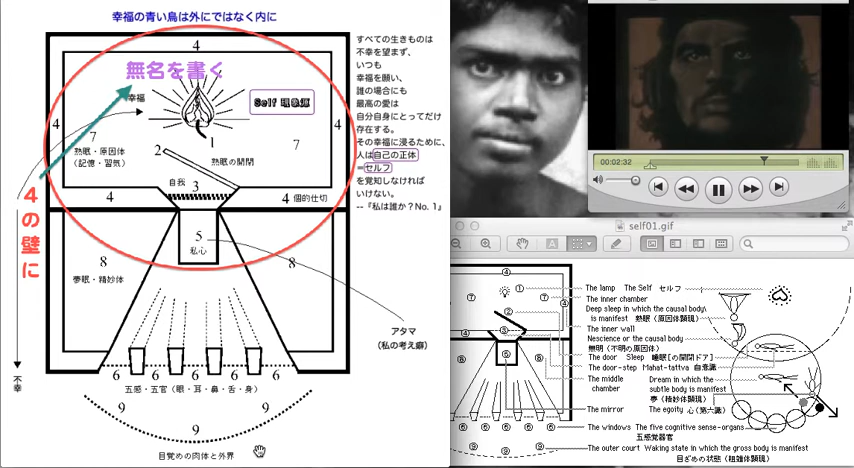 幸福の青い鳥は外にではなく内に
4
無名を書く
幸福
Self 現象源
4
7
熟眠・原因体
(記憶・習気)
2
1
熟眠の開閉
7
4
自我
3
4
4 個的仕切
4の壁に
5
私心
8
夢眠・精妙体
8
アタマ
(私の考え癖)
不幸
6 6 6 6 6 6
五感・五官(眼・耳・鼻・舌・身)
9
9
9
目覚めの肉体と外界
すべての生きものは
不幸を望まず、
いつも
幸福を願い、
誰の場合にも
最高の愛は
自分自身にとってだけ
存在する。
その幸福に浸るために、
人は自己の正体
=セルフ
を覚知しなければ
いけない。
--『私は誰か?No. 1』
00:02:32
self01.gif
The lamp The Self セルフ
The inner chamber
Deep sleep in which the causal body
is manifest 熟眠(原因体顕現)
The inner wall
Nescience or the causal body
無明(不明の原因体)
The door Sleep 睡眠[の開閉ドア]
The door-step Mahat-tattva 自意識
The middle
chamber
Dream in which the
subtle body is manifest
夢(精妙体顕現)
The mirror The egoity 心(第六識)
The windows The five cognitive sense-organs
五感覚器官
The outer court Waking state in which the gross body is manifest
目ざめの状態(粗雑体顕現)